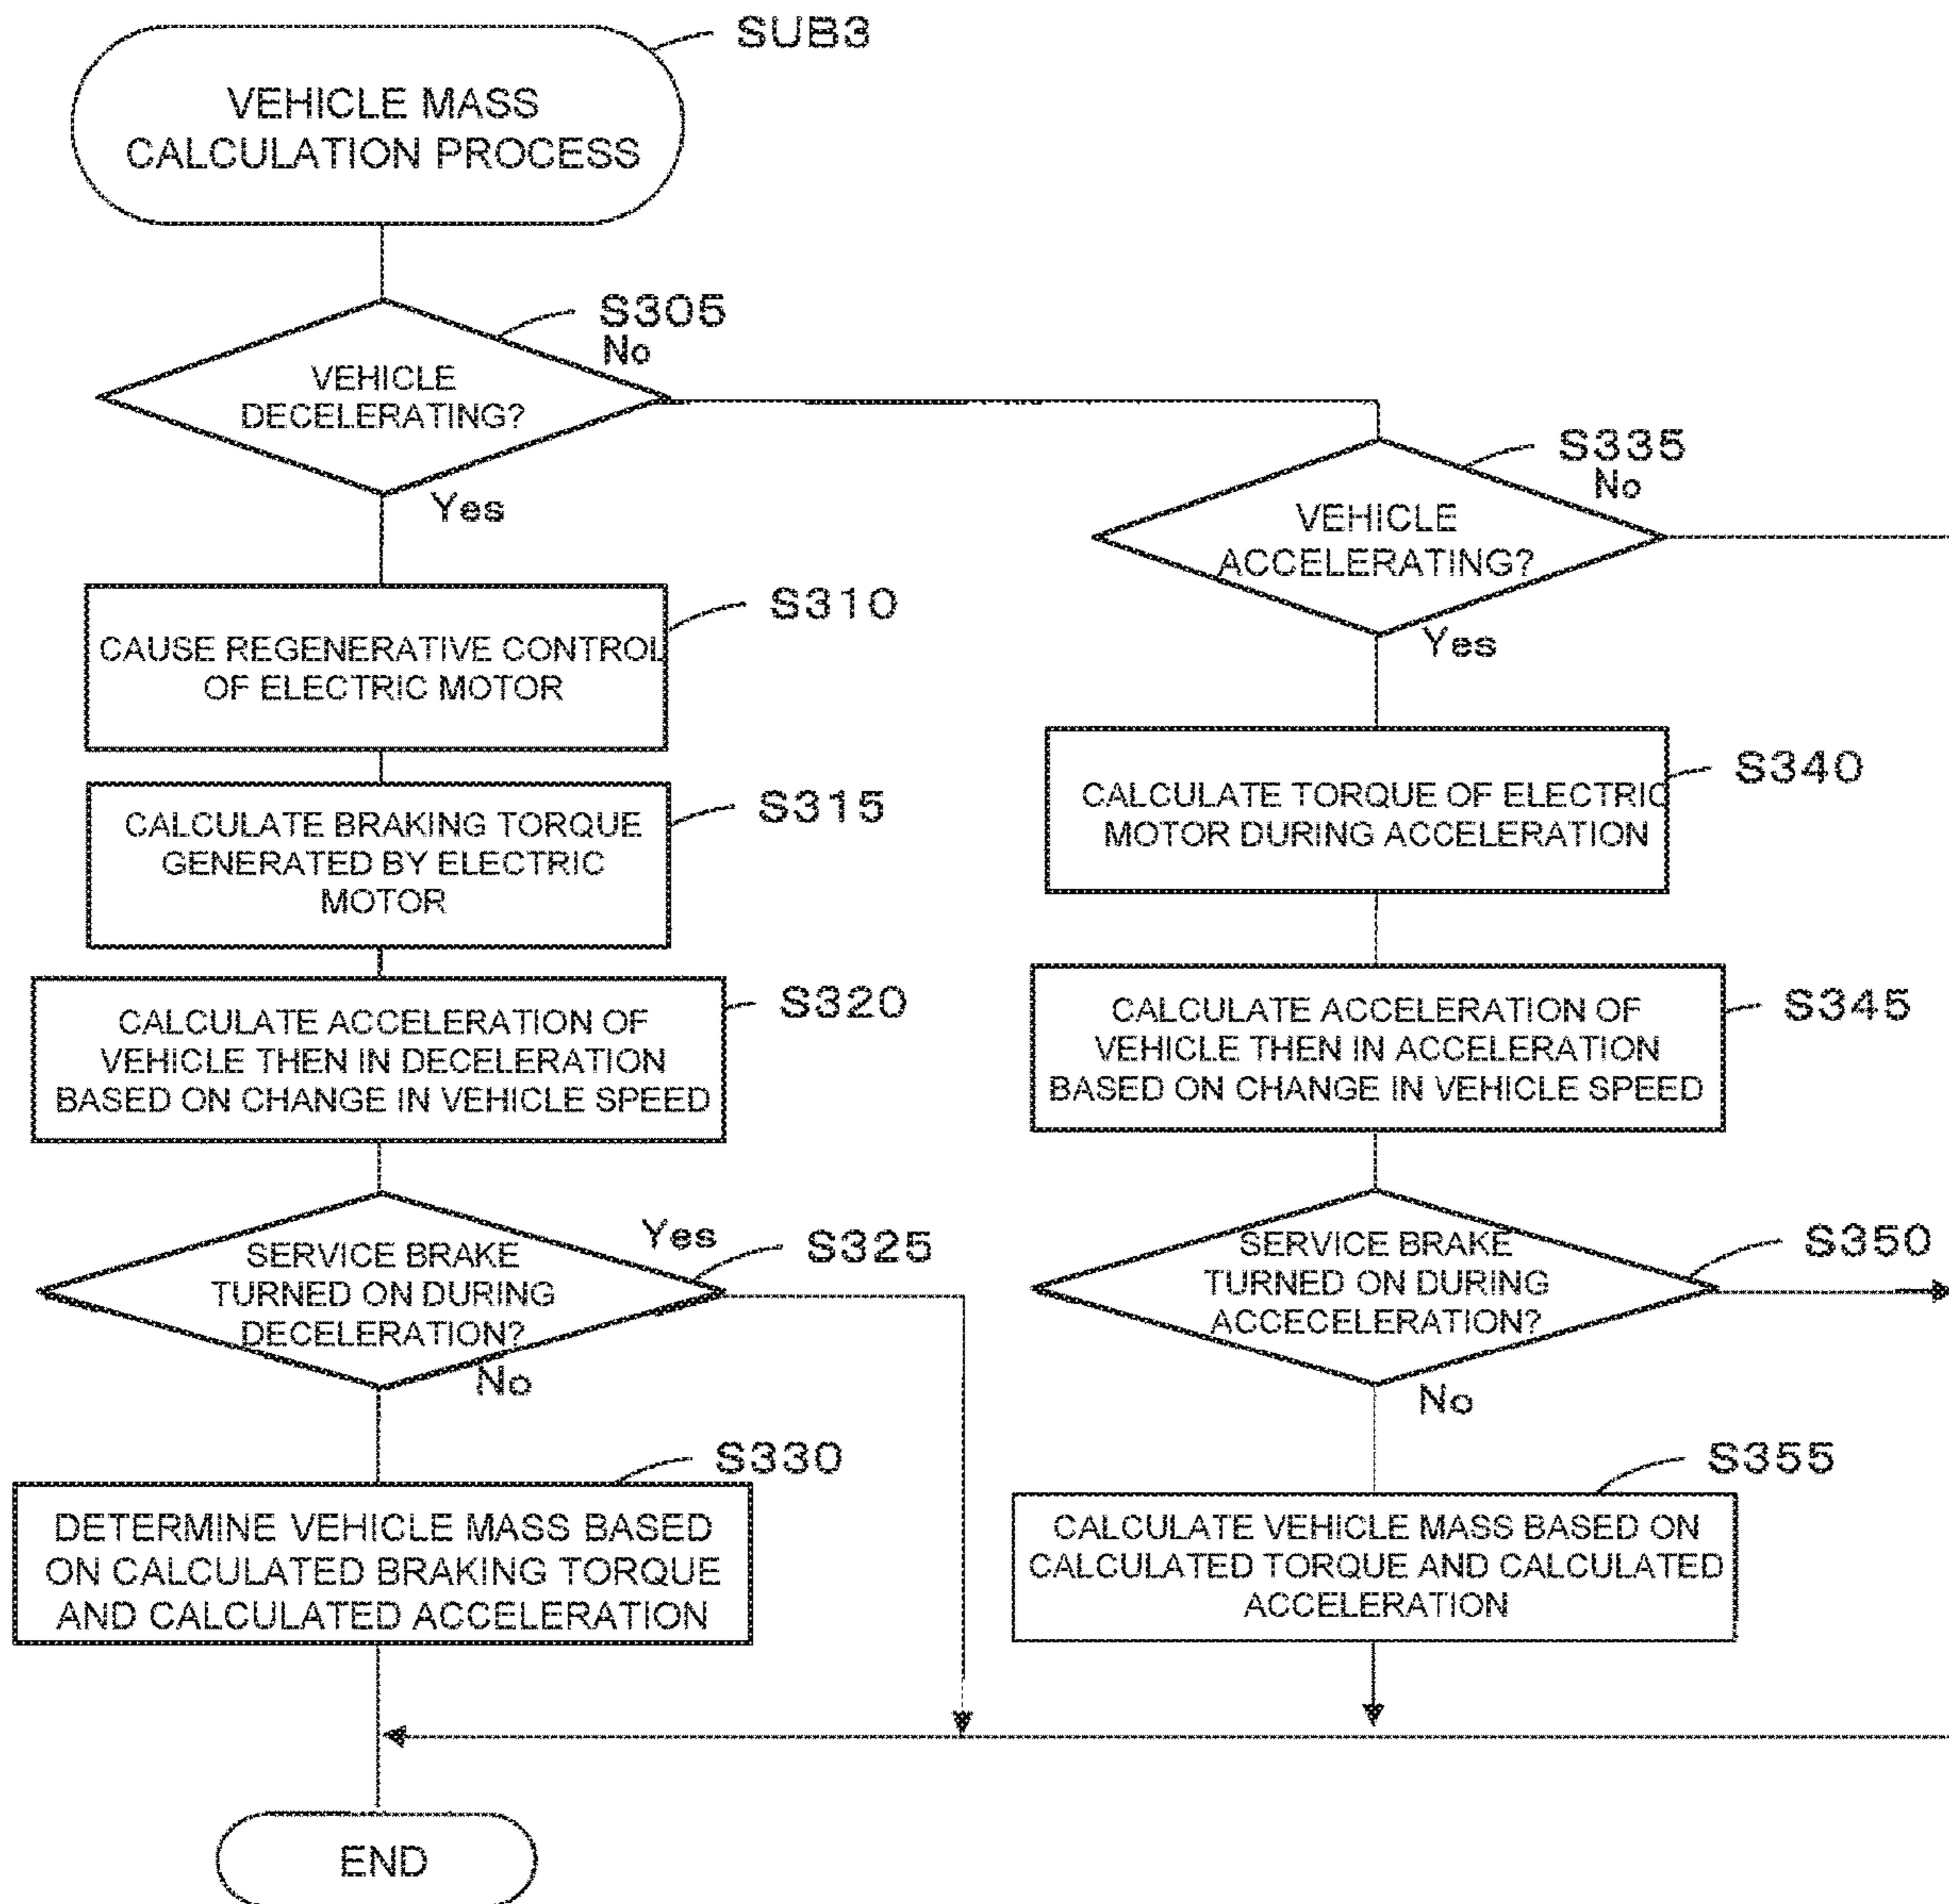 SUB3
VEHICLE MASS
CALCULATION PROCESS
S305
No
VEHICLE
DECELERATING?
Yes
S310
CAUSE REGENERATIVE CONTROL
OF ELECTRIC MOTOR
S315
CALCULATE BRAKING TORQUE
GENERATED BY ELECTRIC
MOTOR
S320
CALCULATE ACCELERATION OF
VEHICLE THEN IN DECELERATION
BASED ON CHANGE IN VEHICLE SPEED
Yes
S325
SERVICE BRAKE
TURNED ON DURING
DECELERATION?
No
S330
DETERMINE VEHICLE MASS BASED
ON CALCULATED BRAKING TORQUE
AND CALCULATED ACCELERATION
S335
No
VEHICLE
ACCELERATING?
Yes
S340
CALCULATE TORQUE OF ELECTRIC
MOTOR DURING ACCELERATION
S345
CALCULATE ACCELERATION OF
VEHICLE THEN IN ACCELERATION
BASED ON CHANGE IN VEHICLE SPEED
S350
SERVICE BRAKE
TURNED ON DURING
ACCECELERATION?
No
S355
CALCULATE VEHICLE MASS BASED ON
CALCULATED TORQUE AND CALCULATED
ACCELERATION
END